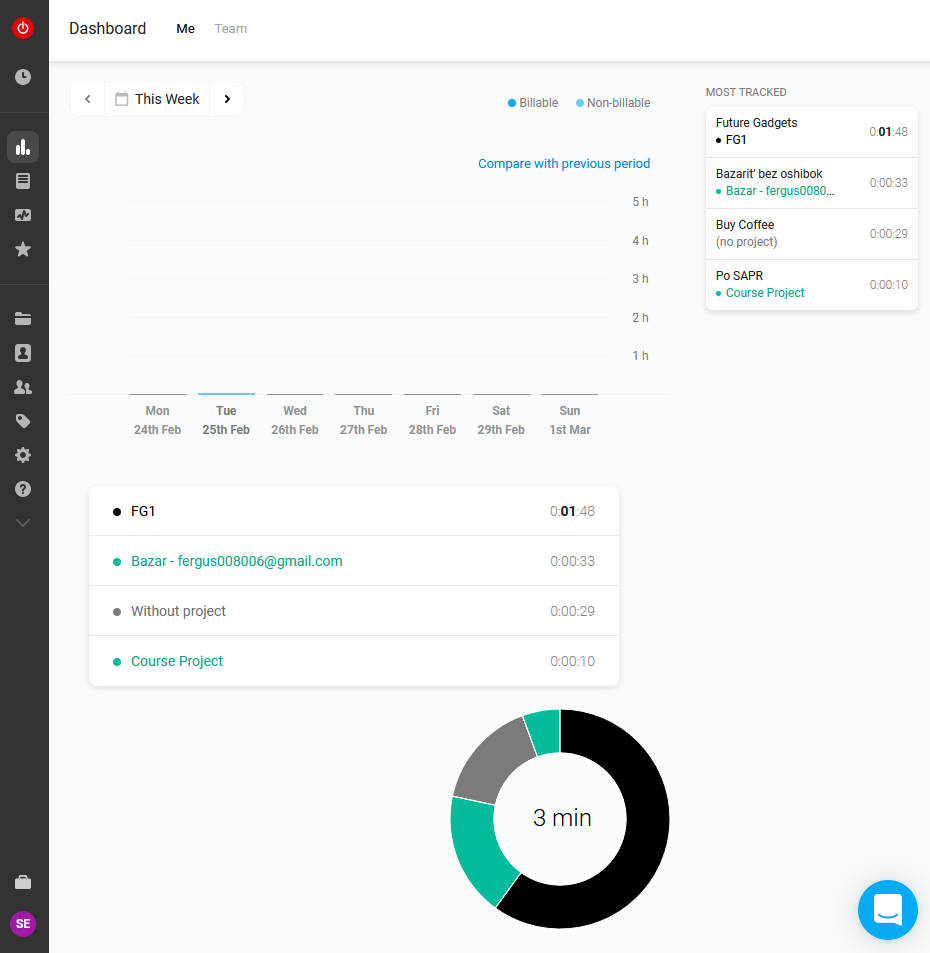 Dashboard Me Team
This Week
Billable Non-billable
Compare with previous period
5 h
4 h
3 h
2 h
1 h
Mon Tue Wed Thu Fri Sat Sun
24th Feb 25th Feb 26th Feb 27th Feb 28th Feb 29th Feb 1st Mar
MOST TRACKED
Future Gadgets
FG1 0:01:48
Bazarit' bez oshibok
Bazar - fergus0080... 0:00:33
Buy Coffee
(no project) 0:00:29
Po SAPR
Course Project 0:00:10
FG1 0:01:48
Bazar - fergus008006@gmail.com 0:00:33
Without project 0:00:29
Course Project 0:00:10
3 min
SE